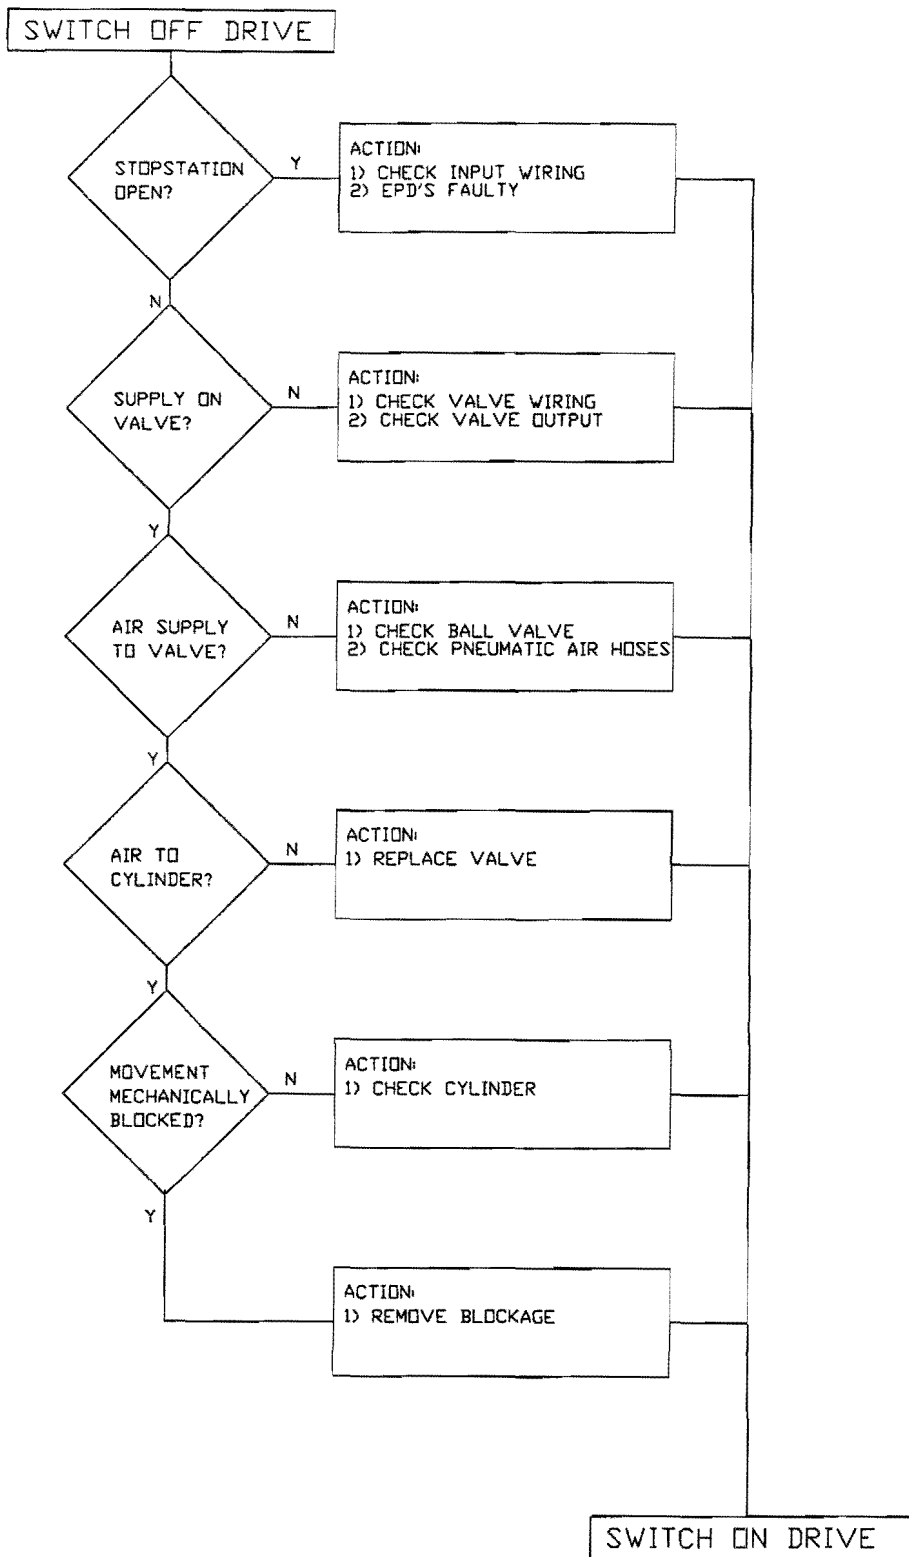 SWITCH OFF DRIVE
STOPSTATION
OPEN?
Y
ACTION:
1) CHECK INPUT WIRING
2) EPD'S FAULTY
N
SUPPLY ON
VALVE?
N
ACTION:
1) CHECK VALVE WIRING
2) CHECK VALVE OUTPUT
Y
AIR SUPPLY
TO VALVE?
N
ACTION:
1) CHECK BALL VALVE
2) CHECK PNEUMATIC AIR HOSES
Y
AIR TO
CYLINDER?
N
ACTION:
1) REPLACE VALVE
Y
MOVEMENT
MECHANICALLY
BLOCKED?
N
ACTION:
1) CHECK CYLINDER
Y
ACTION:
1) REMOVE BLOCKAGE
SWITCH ON DRIVE